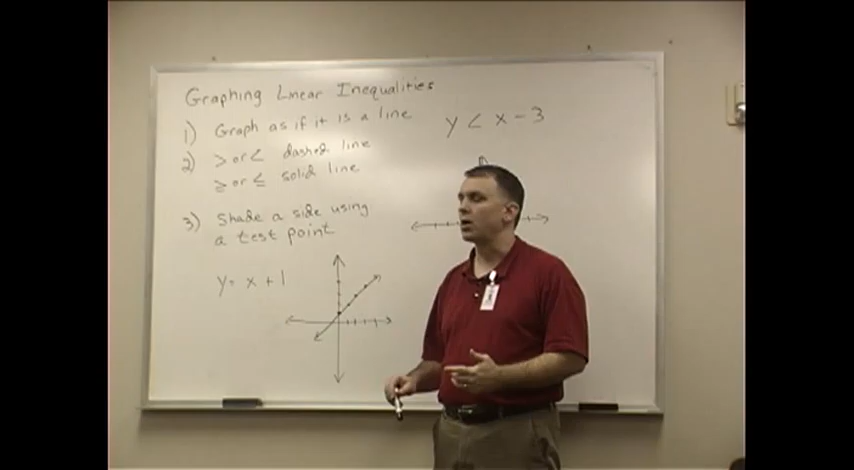 Graphing Linear Inequalities
1) Graph as if it is a line
2) > or < dashed line
≥ or ≤ solid line
3) Shade a side using
a test point
y = x + 1
y < x - 3